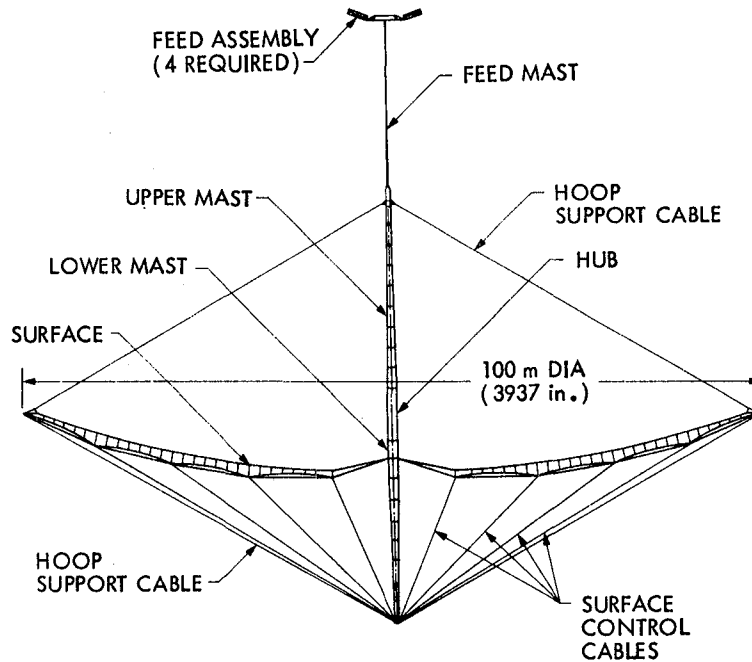 FEED ASSEMBLY
(4 REQUIRED)
FEED MAST
UPPER MAST
HOOP
SUPPORT CABLE
LOWER MAST
HUB
SURFACE
100 m DIA
(3937 in.)
HOOP
SUPPORT CABLE
SURFACE
CONTROL
CABLES